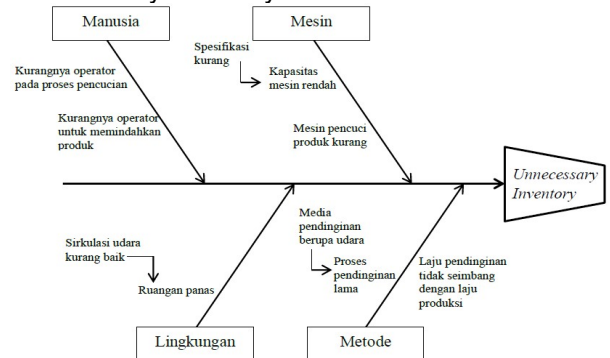 Manusia
Mesin
Spesifikasi
kurang
Kapasitas
mesin rendah
Kurangnya operator
pada proses pencucian
Kurangnya operator
untuk memindahkan
produk
Mesin pencuci
produk kurang
Unnecessary
Inventory
Media
pendinginan
berupa udara
Sirkulasi udara
kurang baik
Ruangan panas
Proses
pendinginan
lama
Laju pendinginan
tidak seimbang
dengan laju
produksi
Lingkungan
Metode